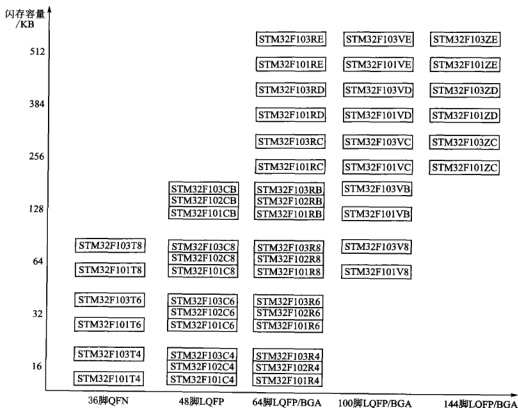 闪存容量
/KB
STM32F103RE STM32F103VE STM32F103ZE
512
STM32F101RE STM32F101VE STM32F101ZE
STM32F103RD STM32F103VD STM32F103ZD
384
STM32F101RD STM32F101VD STM32F101ZD
STM32F103RC STM32F103VC STM32F103ZC
256
STM32F101RC STM32F101VC STM32F101ZC
STM32F103CB STM32F103RB STM32F103VB
STM32F102CB STM32F102RB
128
STM32F101CB STM32F101RB STM32F101VB
STM32F103T8 STM32F103C8 STM32F103R8 STM32F103V8
STM32F102C8 STM32F102R8
64
STM32F101T8 STM32F101C8 STM32F101R8 STM32F101V8
STM32F103T6 STM32F103C6 STM32F103R6
32
STM32F102C6 STM32F102R6
STM32F101T6 STM32F101C6 STM32F101R6
STM32F103T4 STM32F103C4 STM32F103R4
16
STM32F102C4 STM32F102R4
STM32F101T4 STM32F101C4 STM32F101R4
36脚QFN 48脚LQFP 64脚LQFP/BGA 100脚LQFP/BGA 144脚LQFP/BGA